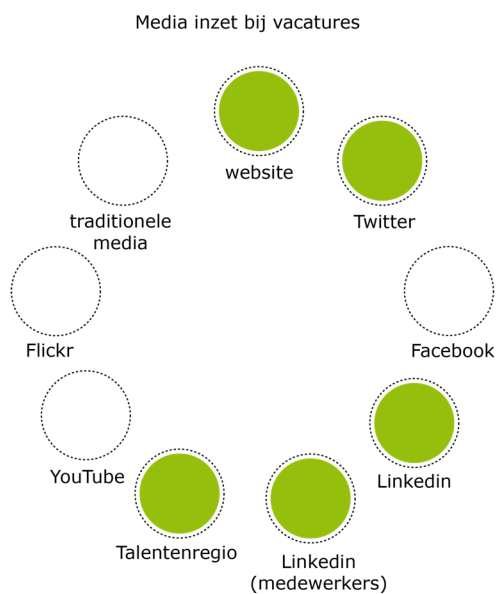 Media inzet bij vacatures
website
Twitter
traditionele
media
Flickr
Facebook
YouTube
Linkedin
Talentenregio
Linkedin
(medewerkers)